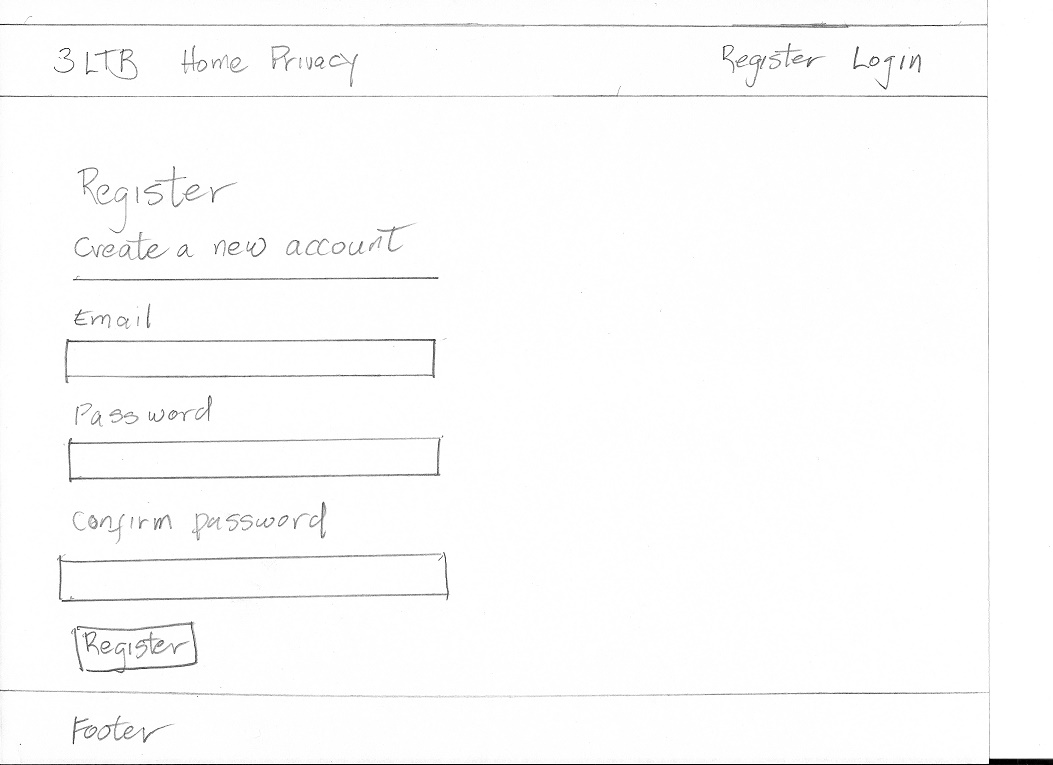 3LTB Home Privacy Register Login
Register
Create a new account
Email
Password
Confirm password
Register
Footer